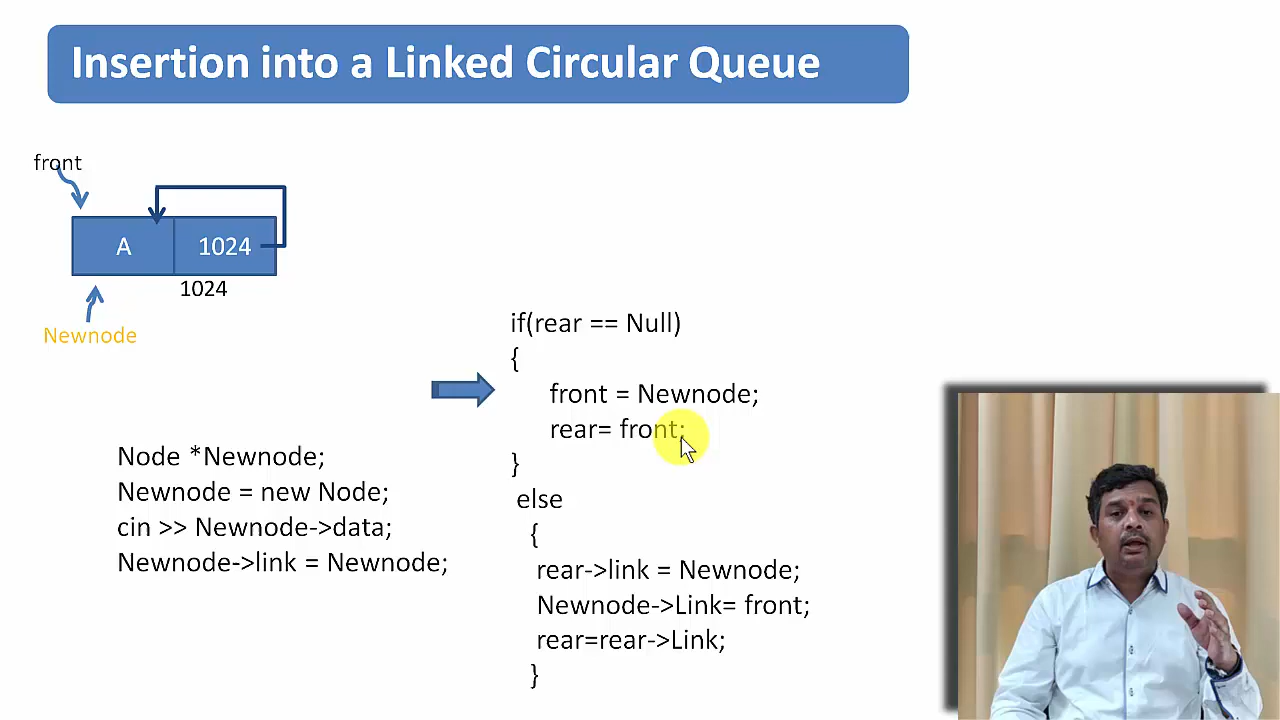 Insertion into a Linked Circular Queue
front
A 1024
1024
Newnode
if(rear == Null)
{
front = Newnode;
rear= front;
}
else
{
rear->link = Newnode;
Newnode->Link= front;
rear=rear->Link;
}
Node *Newnode;
Newnode = new Node;
cin >> Newnode->data;
Newnode->link = Newnode;